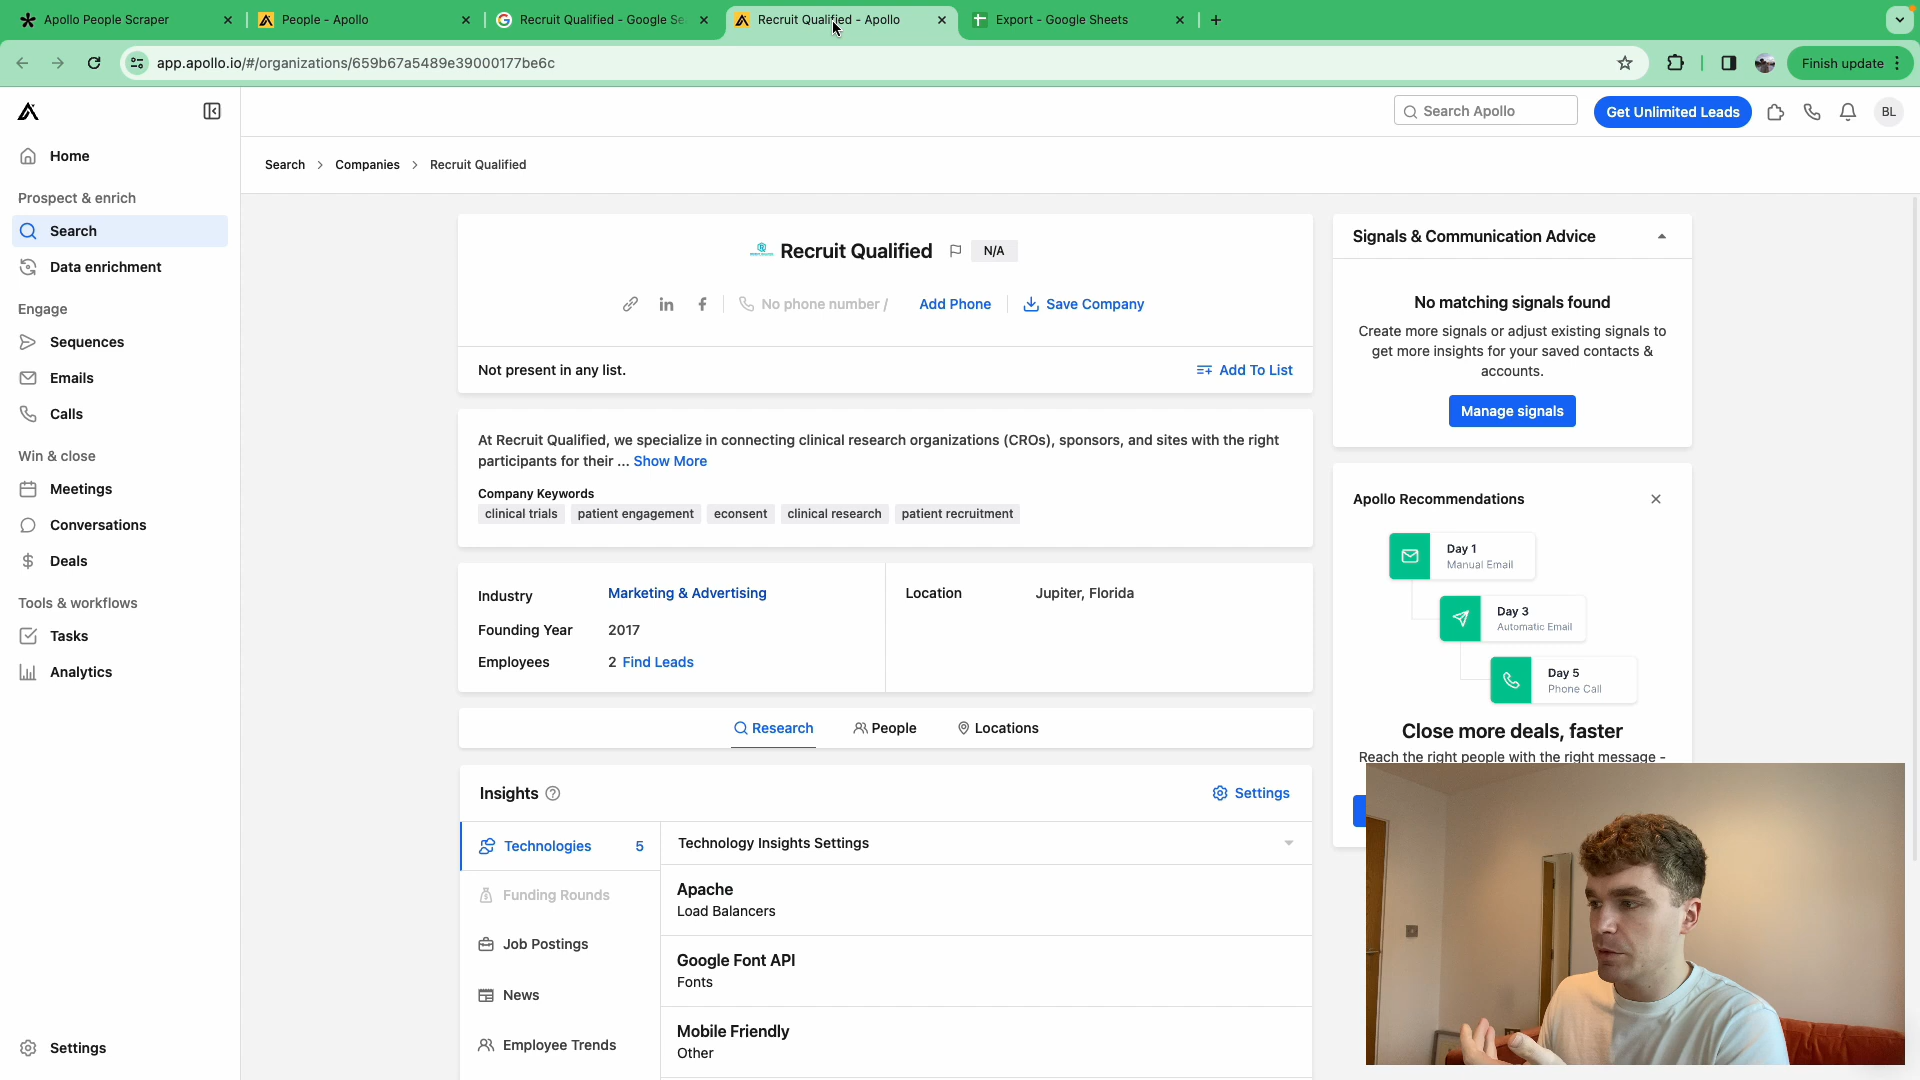 Apollo People Scraper
People - Apollo
Recruit Qualified - Google Se
Recruit Qualified - Apollo
Export - Google Sheets
app.apollo.io/#/organizations/659b67a5489e39000177be6c
Finish update
Search Apollo
Get Unlimited Leads
BL
Home
Prospect & enrich
Search
Data enrichment
Engage
Sequences
Emails
Calls
Win & close
Meetings
Conversations
Deals
Tools & workflows
Tasks
Analytics
Settings
Search > Companies > Recruit Qualified
Recruit Qualified
N/A
No phone number /
Add Phone
Save Company
Not present in any list.
Add To List
At Recruit Qualified, we specialize in connecting clinical research organizations (CROs), sponsors, and sites with the right
participants for their ... Show More
Company Keywords
clinical trials
patient engagement
econsent
clinical research
patient recruitment
Industry
Marketing & Advertising
Founding Year
2017
Employees
2 Find Leads
Location
Jupiter, Florida
Research
People
Locations
Insights
Settings
Technologies
5
Funding Rounds
Job Postings
News
Employee Trends
Technology Insights Settings
Apache
Load Balancers
Google Font API
Fonts
Mobile Friendly
Other
Signals & Communication Advice
No matching signals found
Create more signals or adjust existing signals to
get more insights for your saved contacts &
accounts.
Manage signals
Apollo Recommendations
Day 1
Manual Email
Day 3
Automatic Email
Day 5
Phone Call
Close more deals, faster
Reach the right people with the right message -